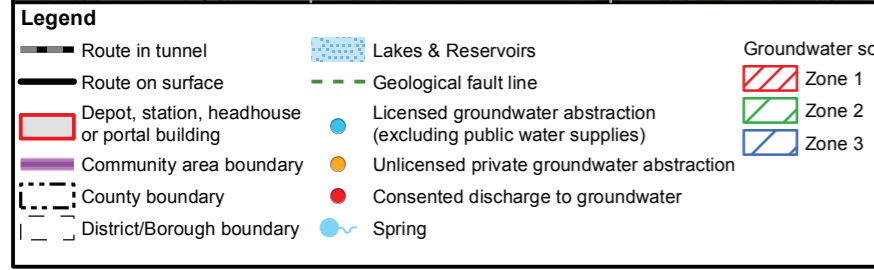 Legend
Route in tunnel
Route on surface
Depot, station, headhouse
or portal building
Community area boundary
County boundary
District/Borough boundary
Lakes & Reservoirs
Geological fault line
Licensed groundwater abstraction
(excluding public water supplies)
Unlicensed private groundwater abstraction
Consented discharge to groundwater
Spring
Groundwater so
Zone 1
Zone 2
Zone 3